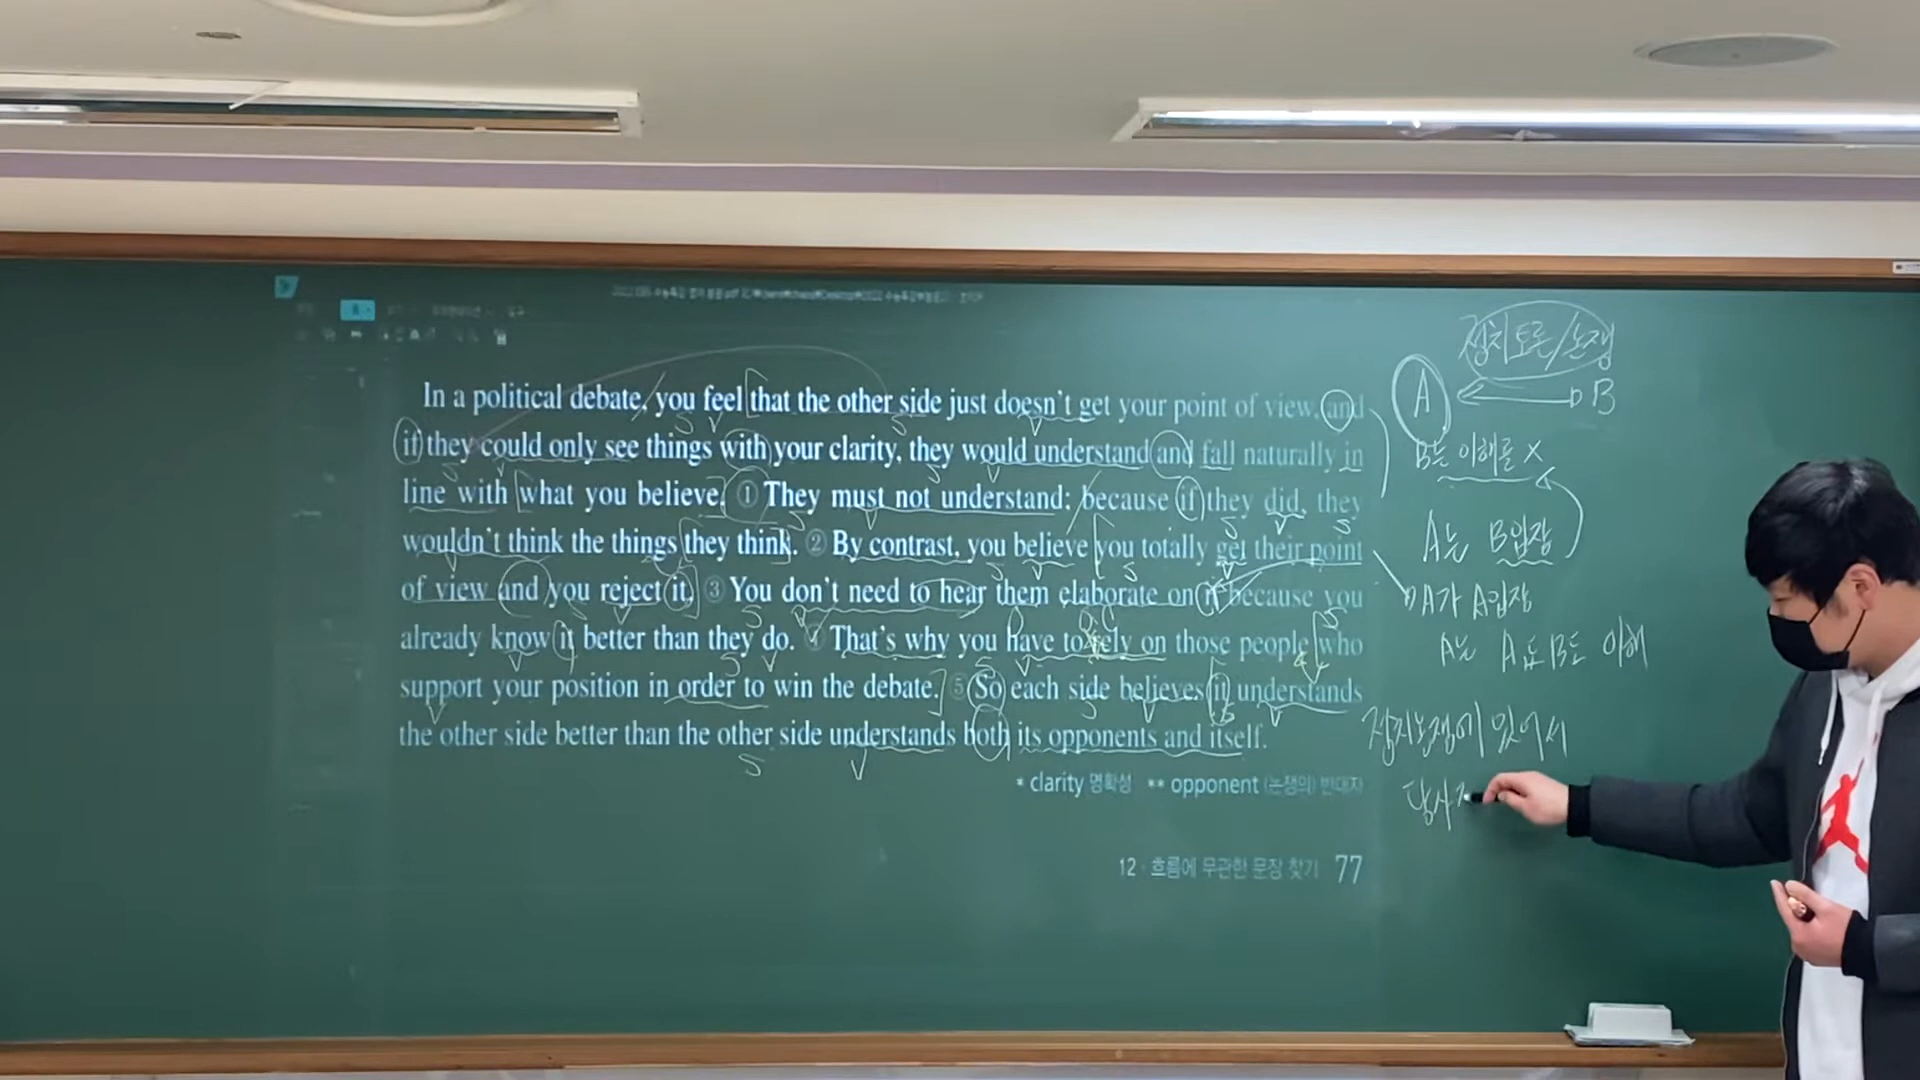 In a political debate, you feel that the other side just doesn't get your point of view, and
if they could only see things with your clarity, they would understand and fall naturally in
line with what you believe. ① They must not understand; because if they did, they
wouldn't think the things they think. ② By contrast, you believe you totally get their point
of view and you reject it. ③ You don't need to hear them elaborate on it because you
already know it better than they do. ④ That's why you have to rely on those people who
support your position in order to win the debate. ⑤ So each side believes it understands
the other side better than the other side understands both its opponents and itself.
* clarity 명확성 ** opponent (논쟁의) 반대자
12 · 흐름에 무관한 문장 찾기 77
정치토론/논쟁
A B
B는 이해를 X
A는 B입장
A가 A입장
A는 A도 B도 이해
정치논쟁에 있어서
당사